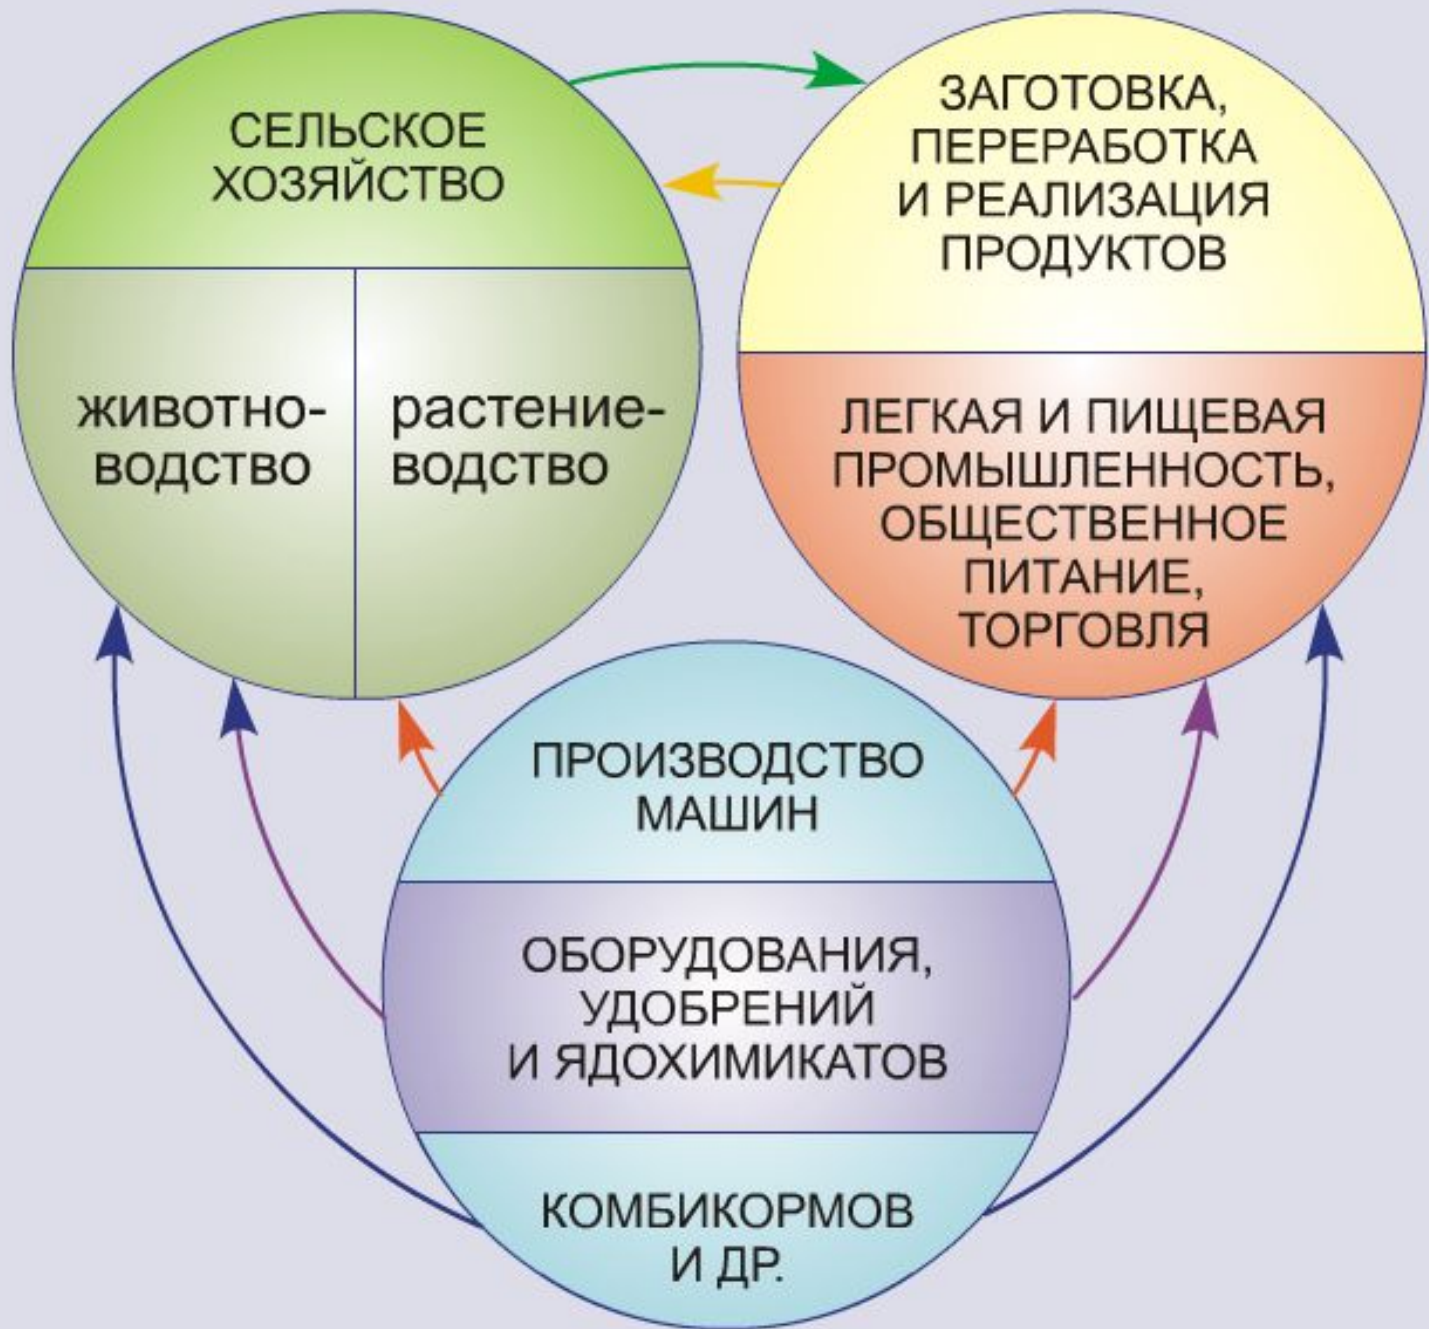 СЕЛЬСКОЕ
ХОЗЯЙСТВО
животно-
водство
растение-
водство
ЗАГОТОВКА,
ПЕРЕРАБОТКА
И РЕАЛИЗАЦИЯ
ПРОДУКТОВ
ЛЕГКАЯ И ПИЩЕВАЯ
ПРОМЫШЛЕННОСТЬ,
ОБЩЕСТВЕННОЕ
ПИТАНИЕ,
ТОРГОВЛЯ
ПРОИЗВОДСТВО
МАШИН
ОБОРУДОВАНИЯ,
УДОБРЕНИЙ
И ЯДОХИМИКАТОВ
КОМБИКОРМОВ
И ДР.